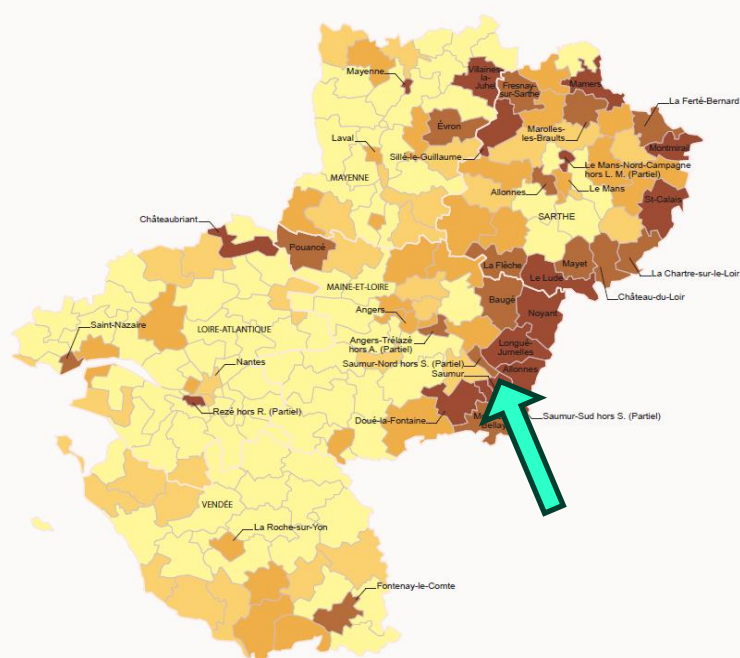 Mayenne
Villaines
la-
Juhel
Fresnay
sur-Sarthe
Mamers
La Ferté-Bernard
Évron
Marolles-
les-Braults
Laval
Sillé-le-Guillaume
Montmirail
Le Mans-Nord-Campagne
hors L. M. (Partiel)
MAYENNE
Allonnes
Le Mans
St-Calais
SARTHE
Châteaubriant
Pouancé
La Flèche
Mayet
La Chartre-sur-le-Loir
Le Lude
Château-du-Loir
MAINE-ET-LOIRE
Baugé
Noyant
Angers
Saint-Nazaire
LOIRE-ATLANTIQUE
Angers-Trélazé
hors A. (Partiel)
Longué-
Jumelles
Nantes
Saumur-Nord hors S. (Partiel)
Saumur
Allonnes
Rezé hors R. (Partiel)
Doué-la-Fontaine
Saumur-Sud hors S. (Partiel)
VENDÉE
La Roche-sur-Yon
Fontenay-le-Comte